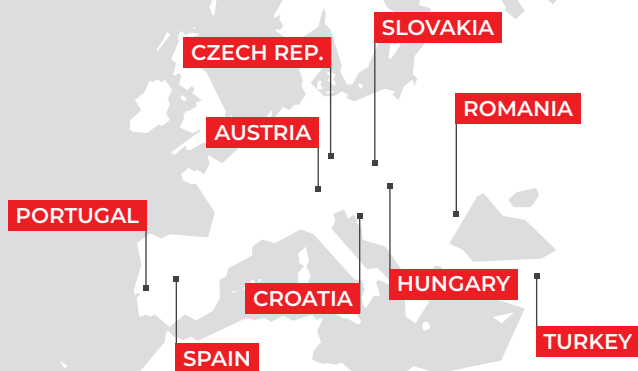 SLOVAKIA
CZECH REP.
ROMANIA
AUSTRIA
PORTUGAL
HUNGARY
CROATIA
TURKEY
SPAIN